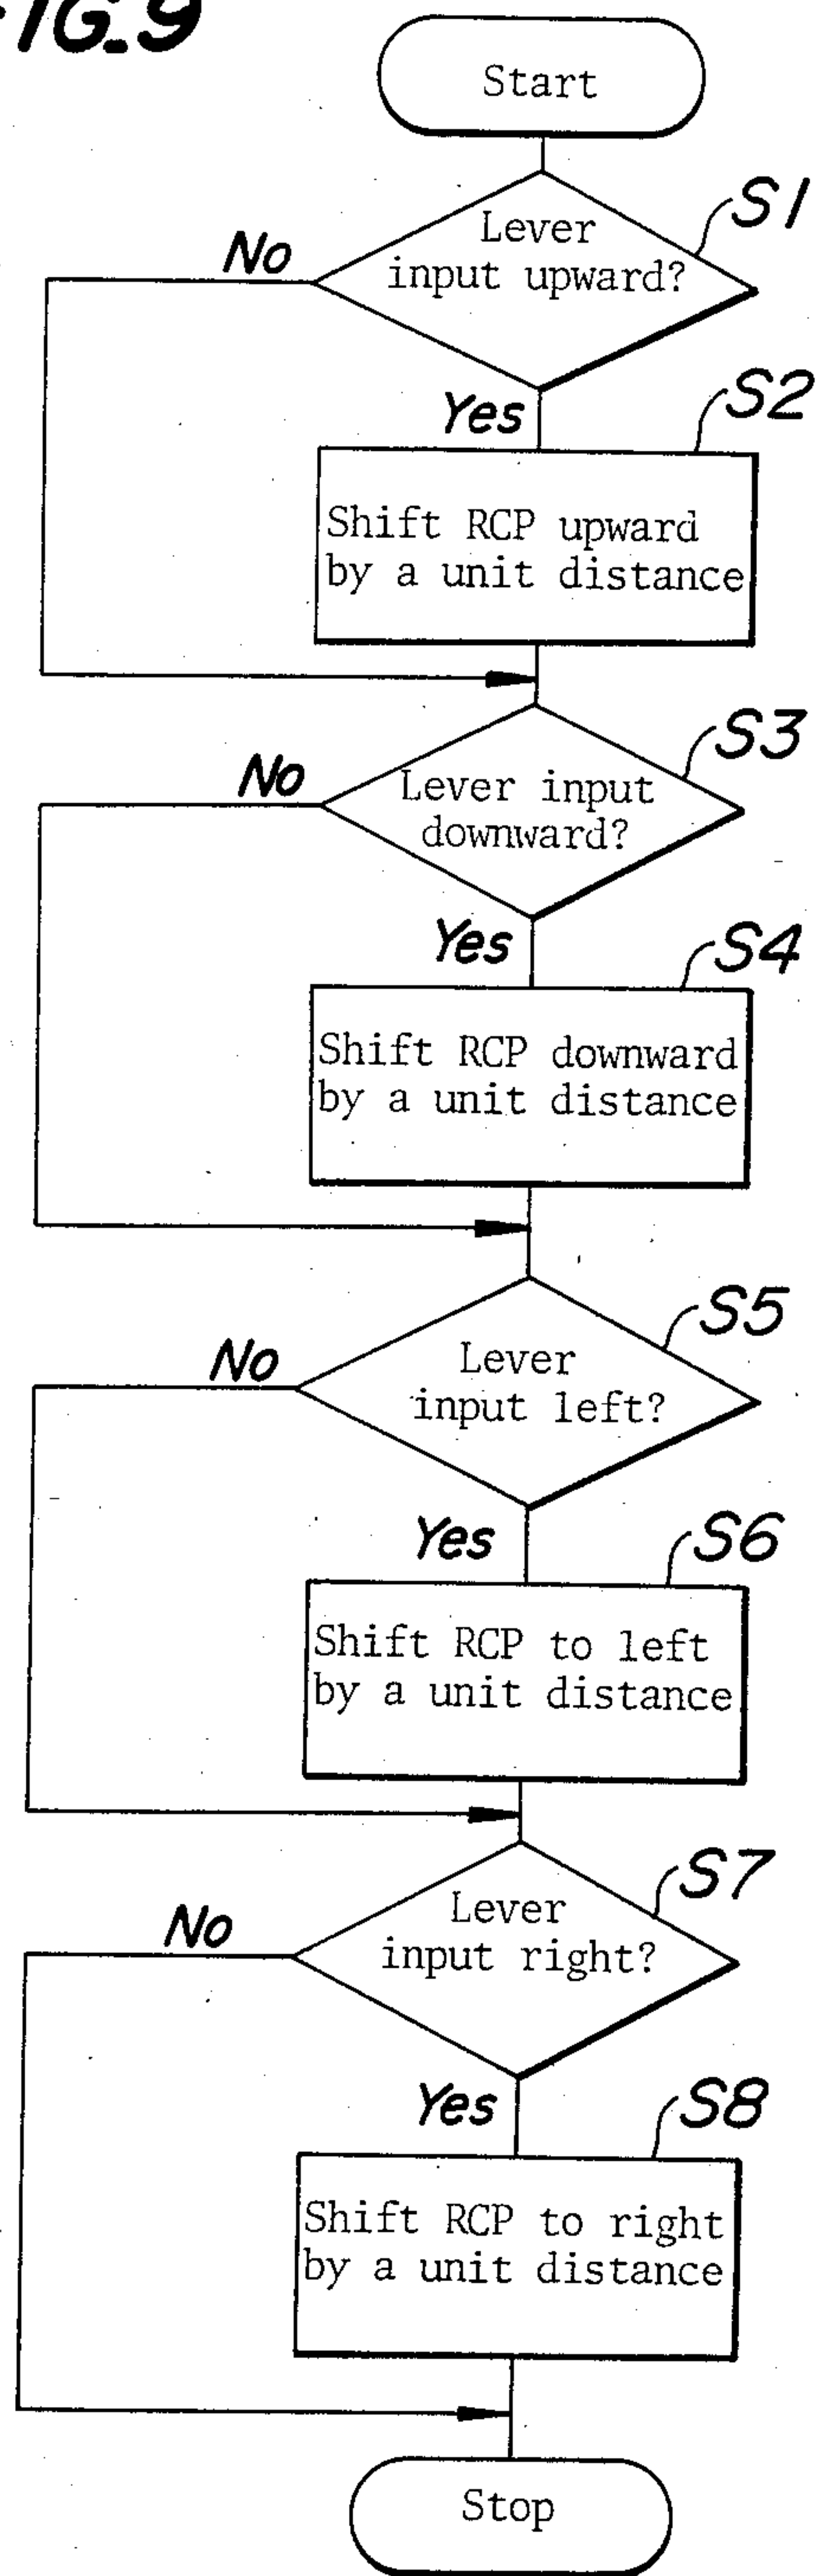 FIG.9
Start
S1
Lever
input upward?
No
Yes
S2
Shift RCP upward
by a unit distance
S3
Lever input
downward?
No
Yes
S4
Shift RCP downward
by a unit distance
S5
Lever
input left?
No
Yes
S6
Shift RCP to left
by a unit distance
S7
Lever
input right?
No
Yes
S8
Shift RCP to right
by a unit distance
Stop